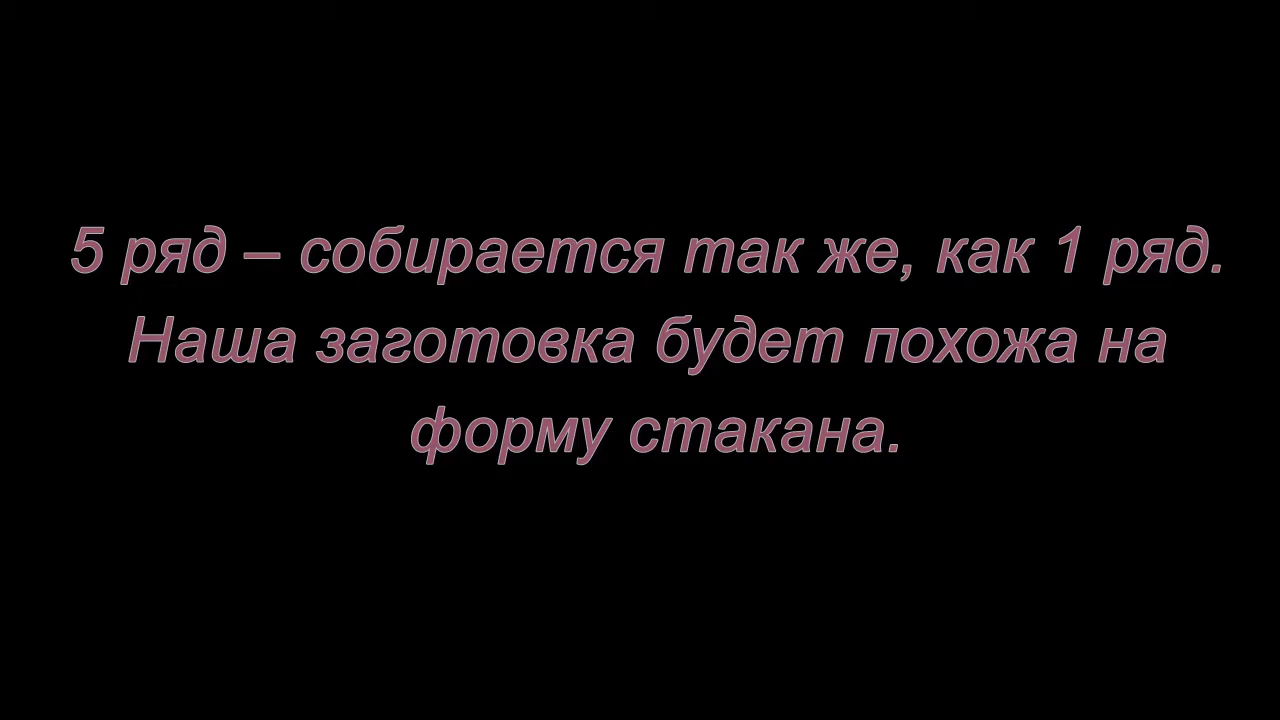 5 ряд – собирается так же, как 1 ряд.
Наша заготовка будет похожа на
форму стакана.